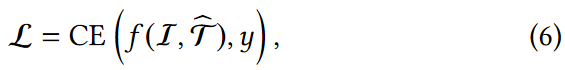 ℒ = CE ( f(ℐ, 𝒯̂), y ), (6)